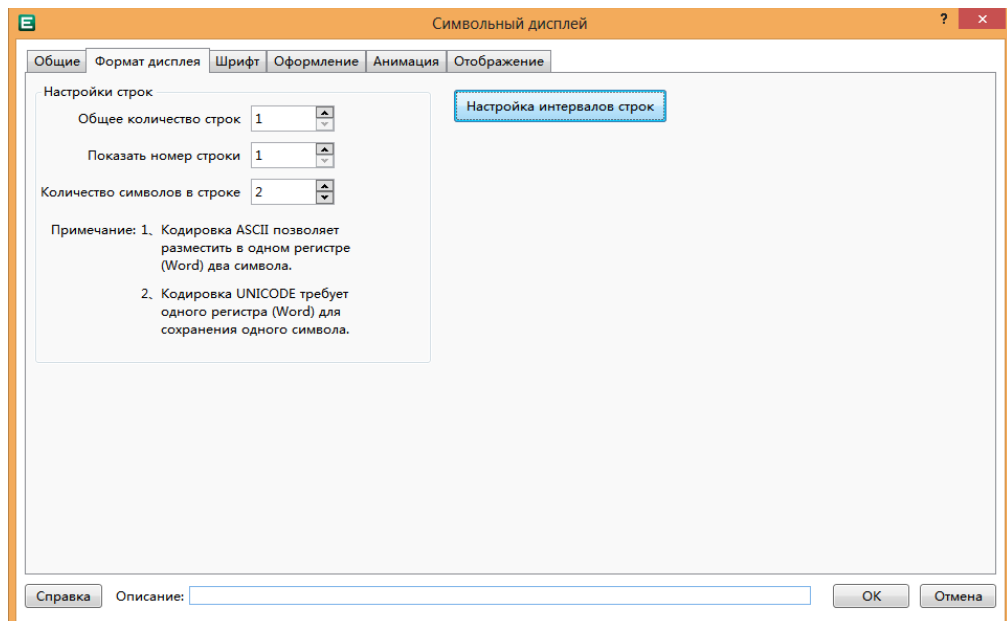 E Символьный дисплей ? ×
Общие Формат дисплея Шрифт Оформление Анимация Отображение
Настройки строк
Настройка интервалов строк
Общее количество строк 1
Показать номер строки 1
Количество символов в строке 2
Примечание: 1、Кодировка ASCII позволяет
разместить в одном регистре
(Word) два символа.
2、Кодировка UNICODE требует
одного регистра (Word) для
сохранения одного символа.
Справка Описание: OK Отмена